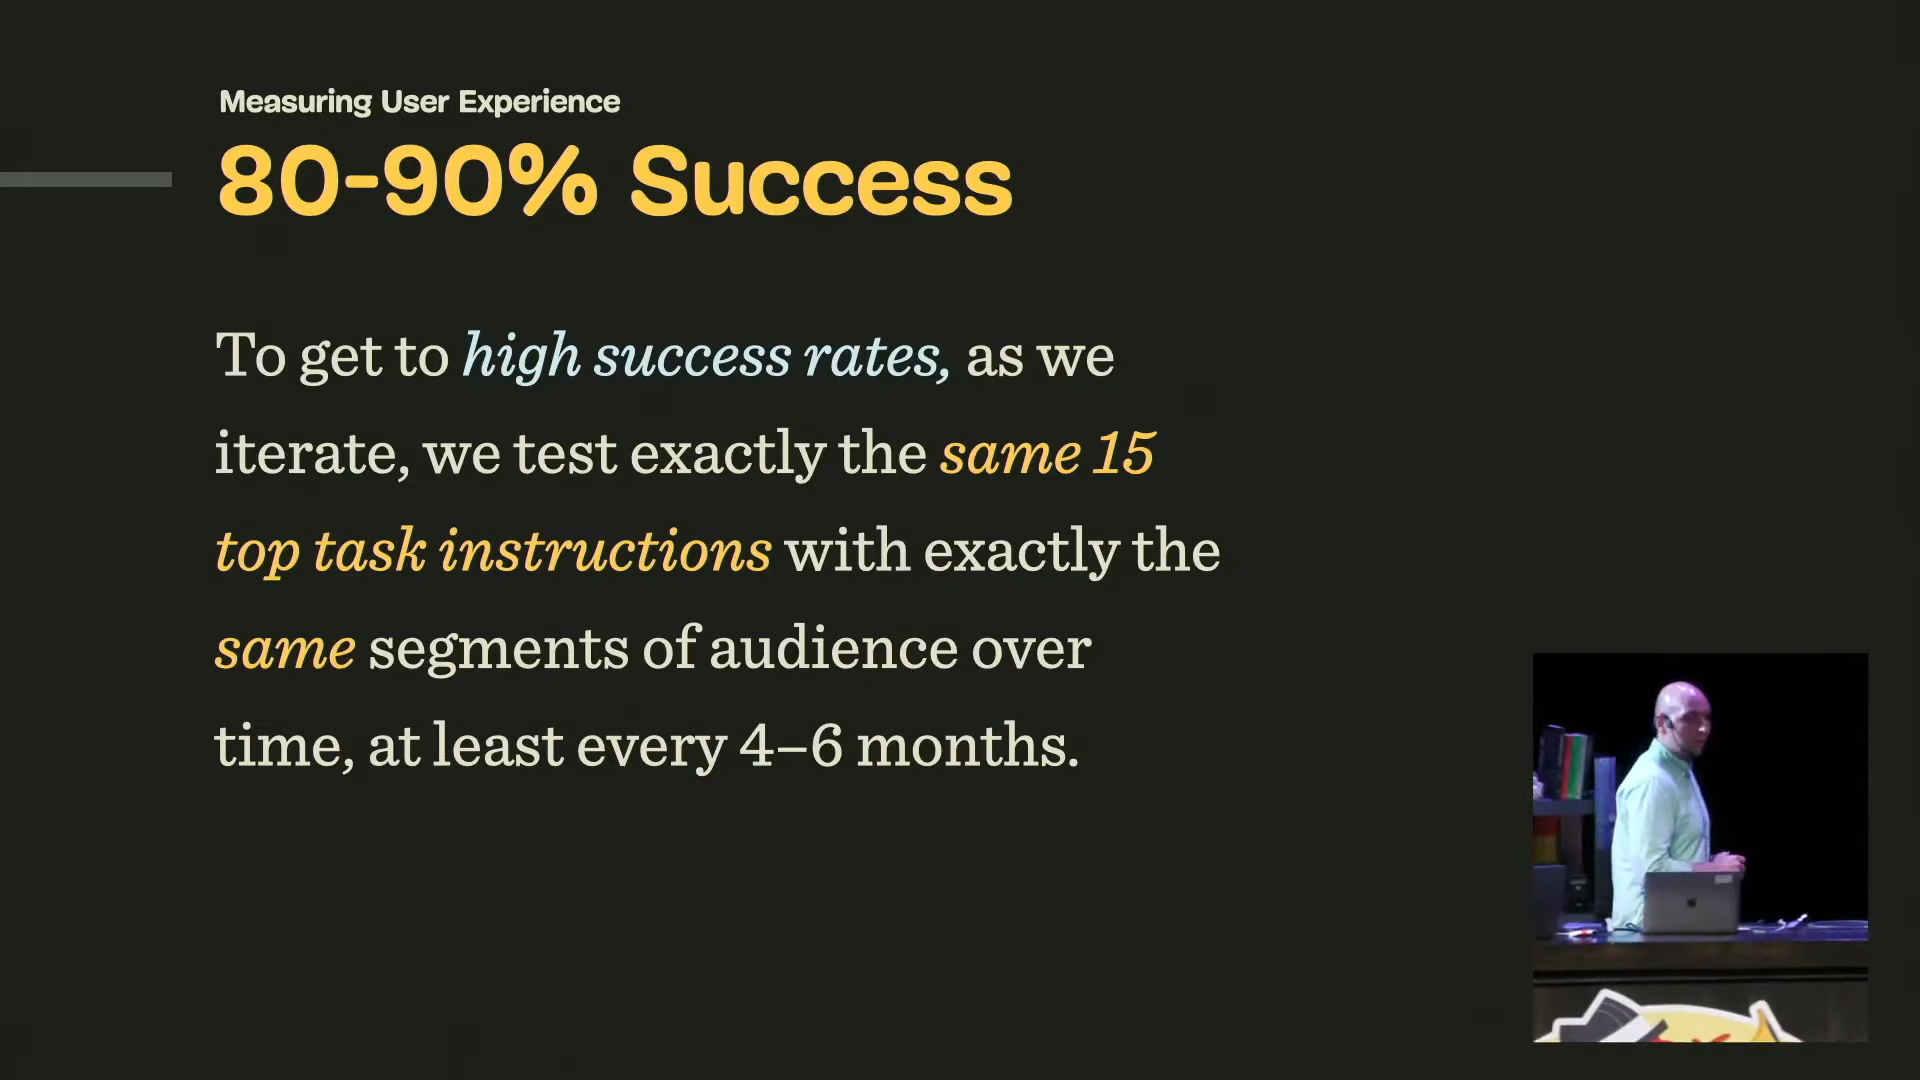 Measuring User Experience
80-90% Success
To get to high success rates, as we
iterate, we test exactly the same 15
top task instructions with exactly the
same segments of audience over
time, at least every 4–6 months.